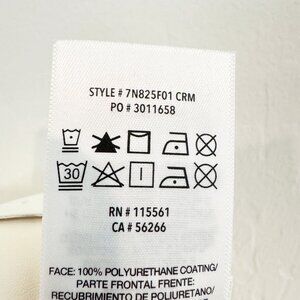 STYLE # 7N825F01 CRM
PO # 3011658
30
RN # 115561
CA # 56266
FACE: 100% POLYURETHANE COATING/
PARTE FRONTAL FRENTE:
RECUBRIMIENTO DE POLIURETANO/